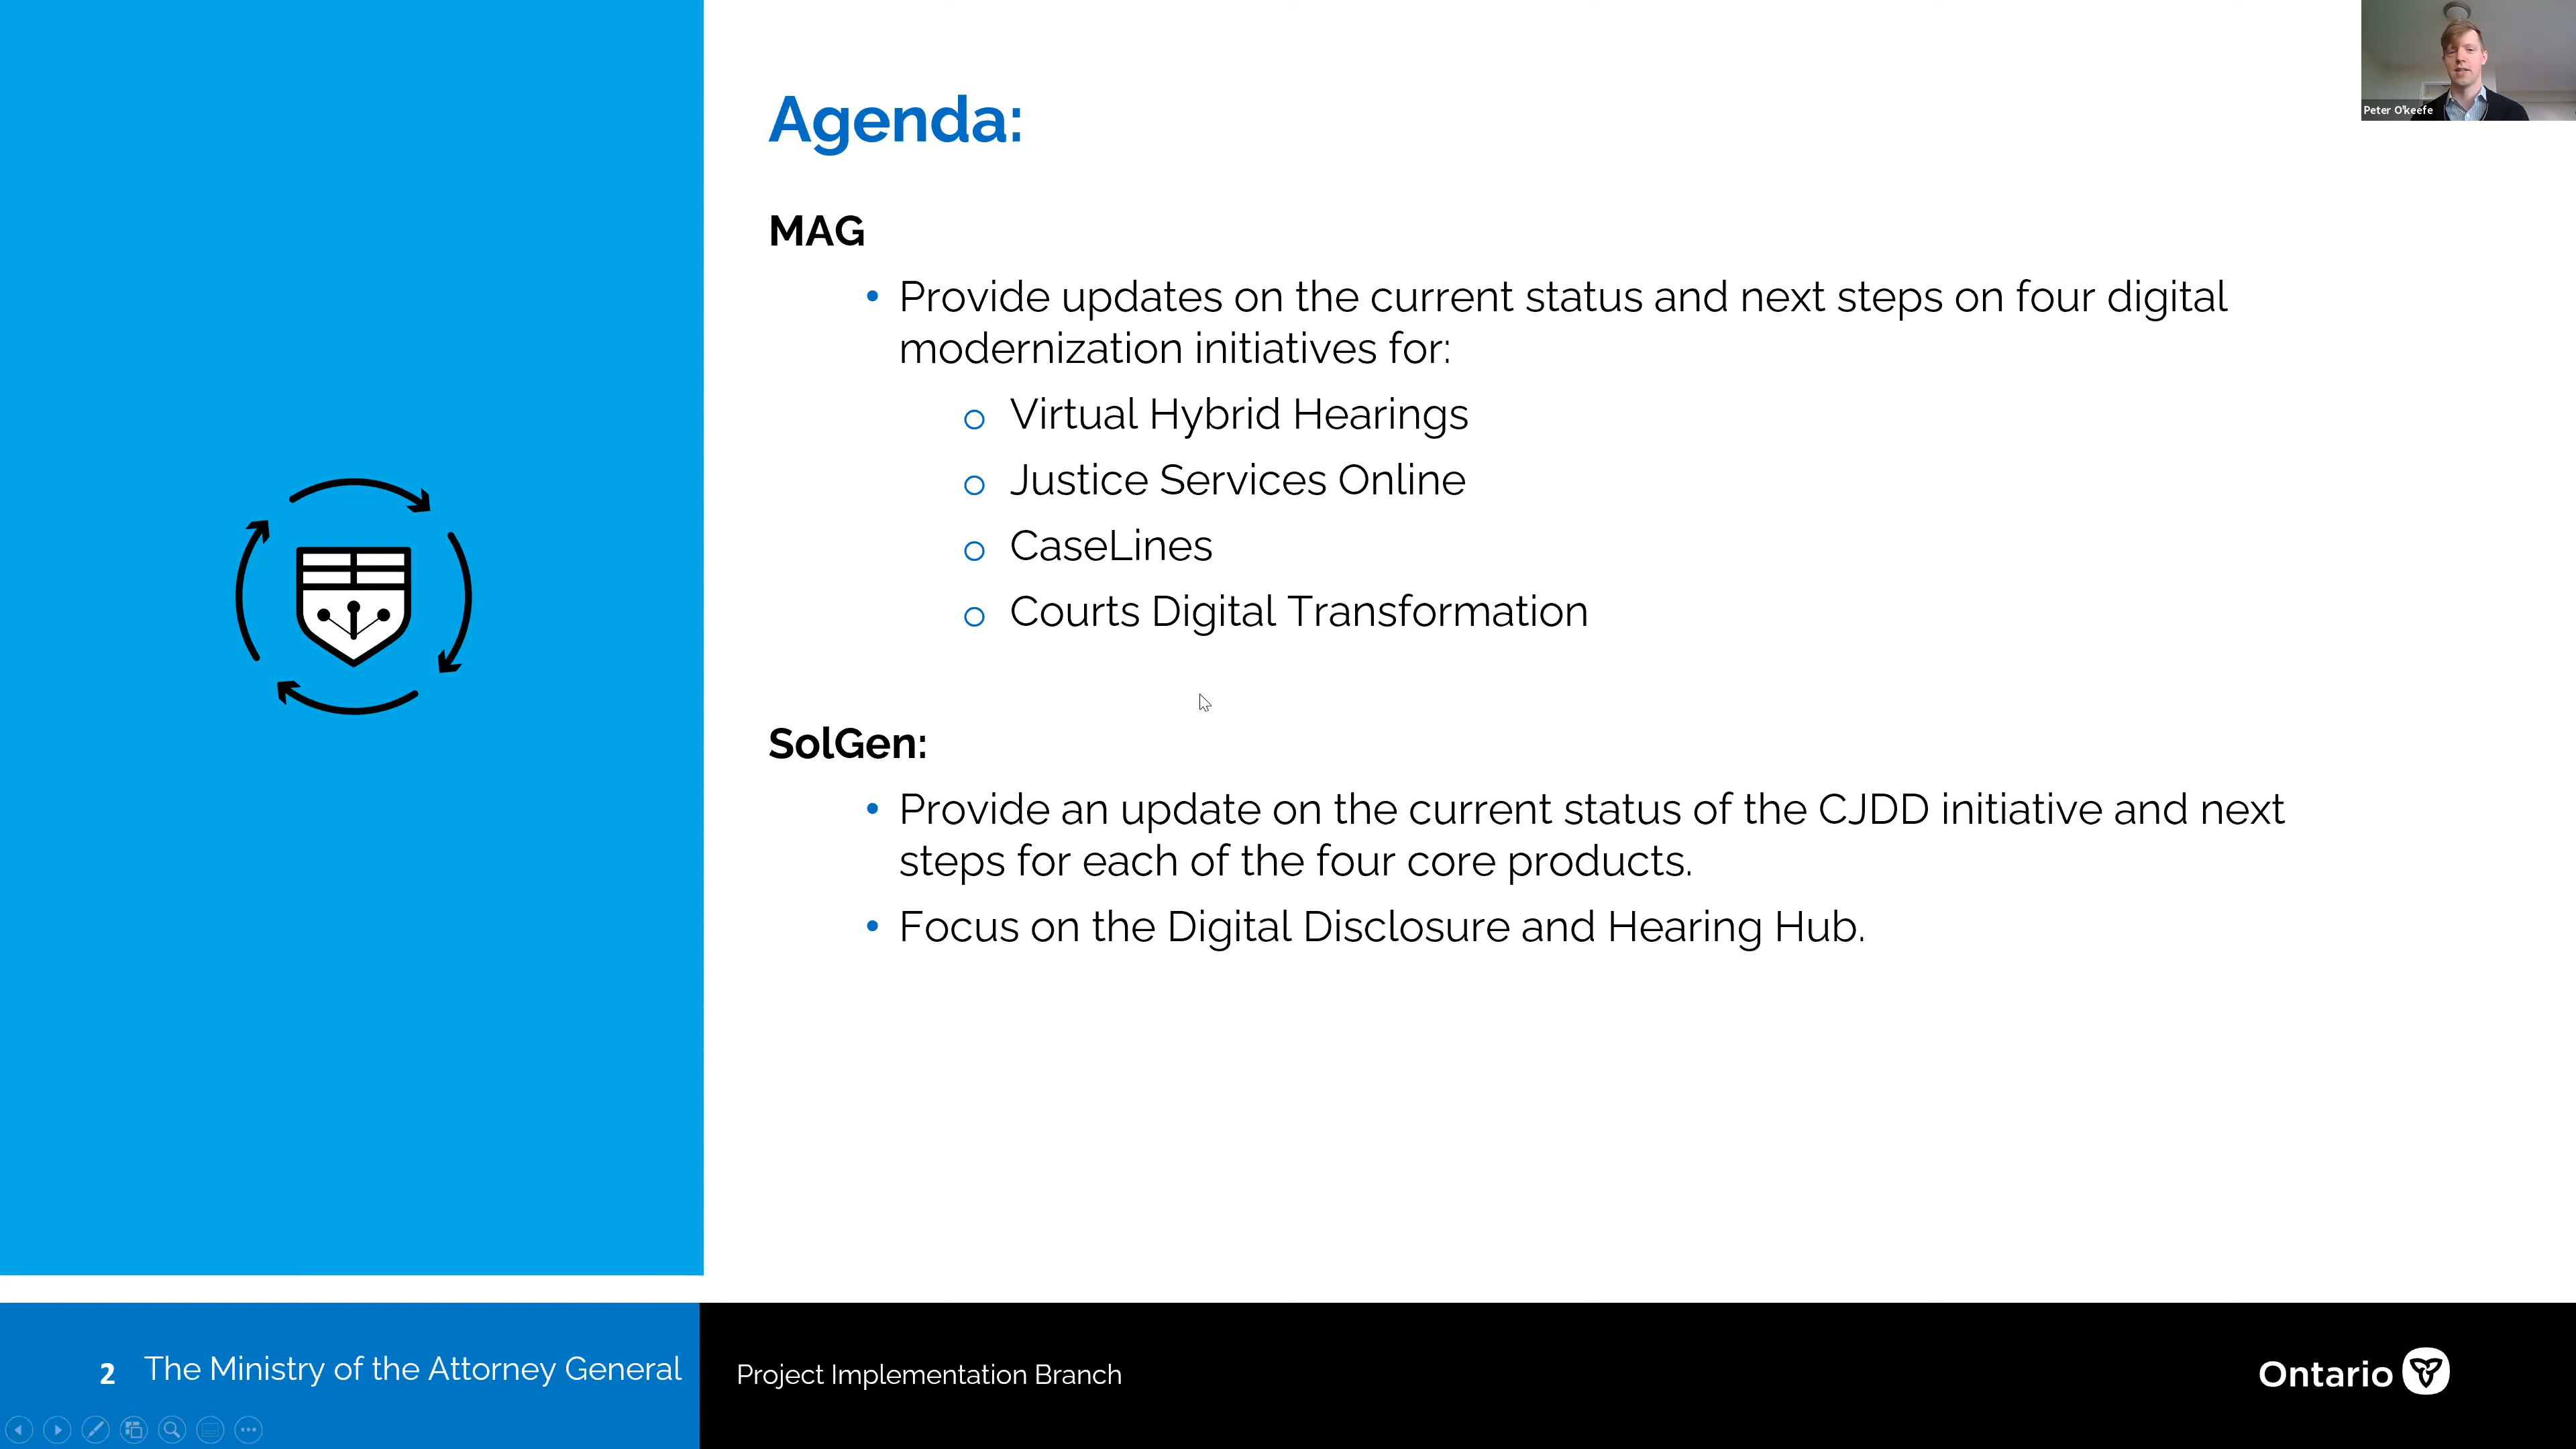 Agenda:
Peter O'keefe
MAG
• Provide updates on the current status and next steps on four digital
modernization initiatives for:
o Virtual Hybrid Hearings
o Justice Services Online
o CaseLines
o Courts Digital Transformation
SolGen:
• Provide an update on the current status of the CJDD initiative and next
steps for each of the four core products.
• Focus on the Digital Disclosure and Hearing Hub.
2 The Ministry of the Attorney General
Project Implementation Branch
Ontario